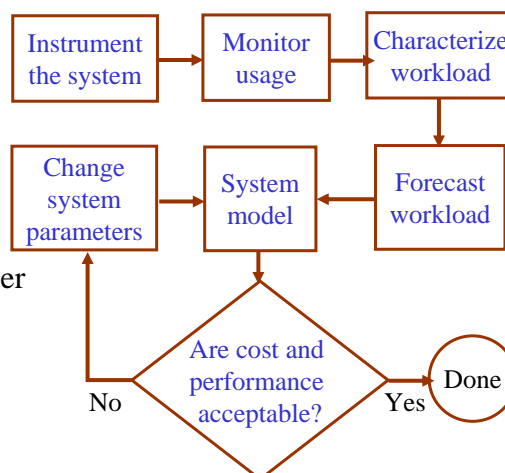 Instrument
the system
Monitor
usage
Characterize
workload
Change
system
parameters
System
model
Forecast
workload
er
Are cost and
performance
acceptable?
No
Yes
Done